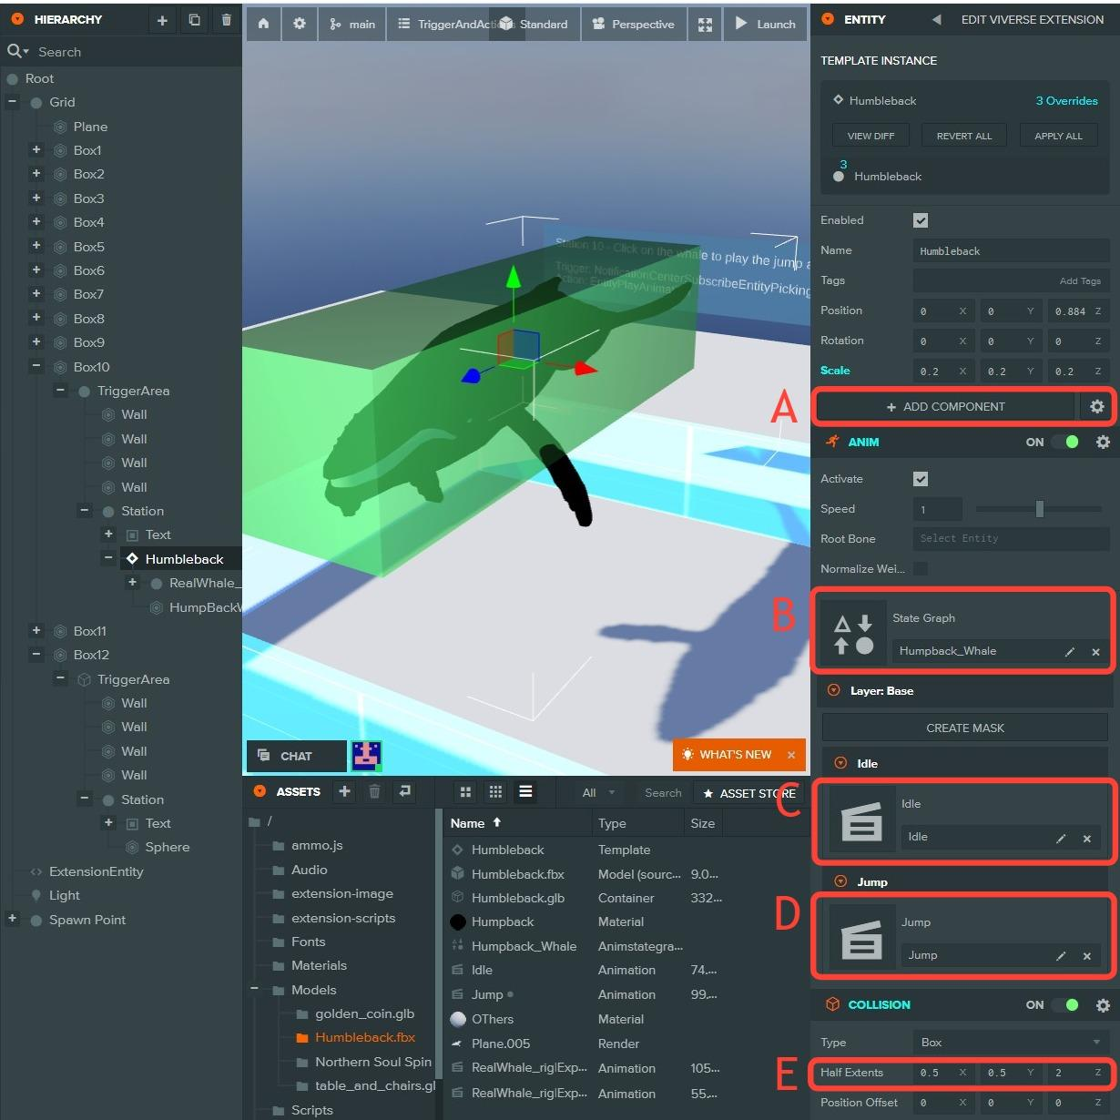 HIERARCHY
Search
Root
Grid
Plane
Box1
Box2
Box3
Box4
Box5
Box6
Box7
Box8
Box9
Box10
TriggerArea
Wall
Wall
Wall
Wall
Station
Text
Humbleback
RealWhale_
HumpBackW
Box11
Box12
TriggerArea
Wall
Wall
Wall
Wall
Station
Text
Sphere
ExtensionEntity
Light
Spawn Point
main
TriggerAndActi
Standard
Perspective
Launch
Station 10 - Click on the whale to play the jump a
Trigger: NotificationCenterSubscribeEntityPicking
Action: EntityPlayAnimat
CHAT
WHAT'S NEW
ASSETS
All
Search
ASSET STORE
/
ammo.js
Audio
extension-image
extension-scripts
Fonts
Materials
Models
golden_coin.glb
Humbleback.fbx
Northern Soul Spin
table_and_chairs.gl
Scripts
Name Type Size
Humbleback Template
Humbleback.fbx Model (sourc... 9.0...
Humbleback.glb Container 332...
Humpback Material
Humpback_Whale Animstategra...
Idle Animation 74,...
Jump Animation 99,...
OThers Material
Plane.005 Render
RealWhale_rig|Exp... Animation 105...
RealWhale_rig|Exp... Animation 55,...
ENTITY EDIT VIVERSE EXTENSION
TEMPLATE INSTANCE
Humbleback 3 Overrides
VIEW DIFF REVERT ALL APPLY ALL
3
Humbleback
Enabled
Name Humbleback
Tags Add Tags
Position 0 X 0 Y 0.884 Z
Rotation 0 X 0 Y 0 Z
Scale 0.2 X 0.2 Y 0.2 Z
A
+ ADD COMPONENT
ANIM ON
Activate
Speed 1
Root Bone Select Entity
Normalize Wei...
B
State Graph
Humpback_Whale
Layer: Base
CREATE MASK
Idle
C
Idle
Idle
Jump
D
Jump
Jump
COLLISION ON
Type Box
E
Half Extents 0.5 X 0.5 Y 2 Z
Position Offset 0 X 0 Y 0 Z